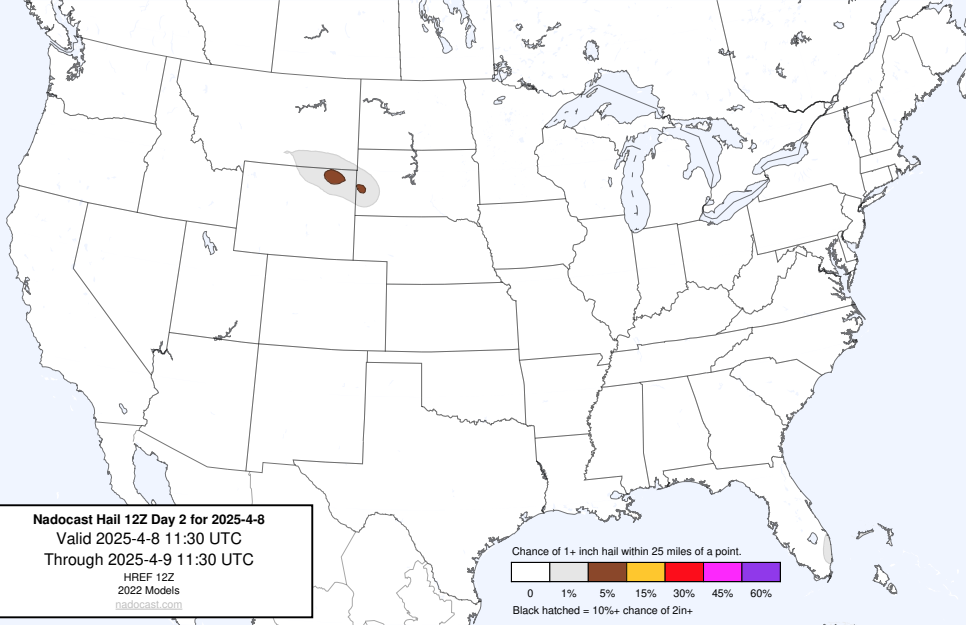 Nadocast Hail 12Z Day 2 for 2025-4-8
Valid 2025-4-8 11:30 UTC
Through 2025-4-9 11:30 UTC
HREF 12Z
2022 Models
nadocast.com
Chance of 1+ inch hail within 25 miles of a point.
0 1% 5% 15% 30% 45% 60%
Black hatched = 10%+ chance of 2in+